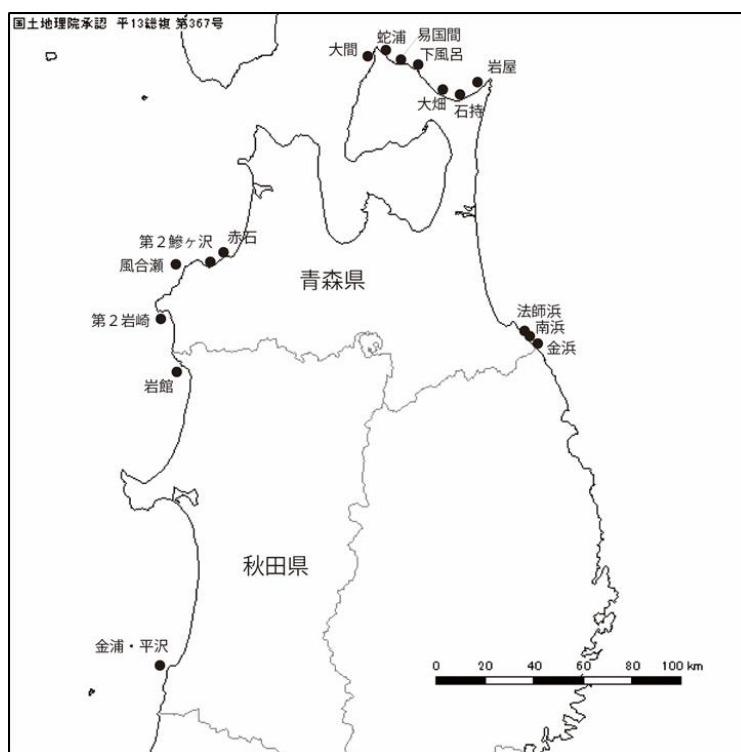 国土地理院承認 平13総複 第367号
蛇浦
易国間
大間
下風呂
岩屋
大畑
石持
第2鰺ヶ沢
赤石
風合瀬
青森県
第2岩崎
法師浜
南浜
金浜
岩館
秋田県
金浦・平沢
0 20 40 60 80 100 km